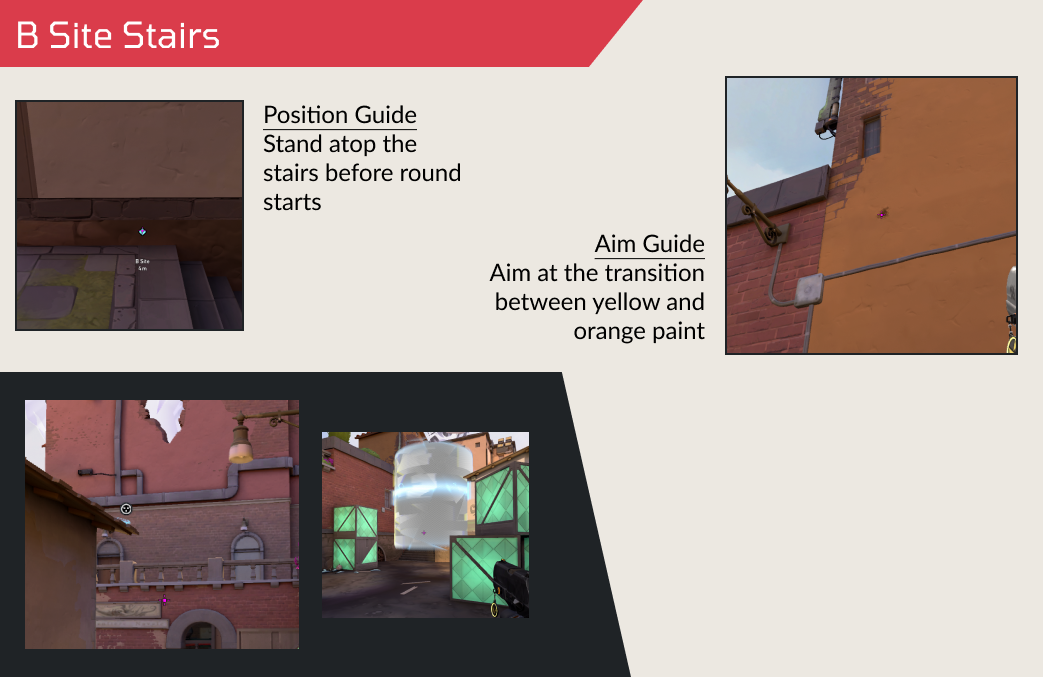 B Site Stairs
Position Guide
Stand atop the
stairs before round
starts
B Site
4m
Aim Guide
Aim at the transition
between yellow and
orange paint